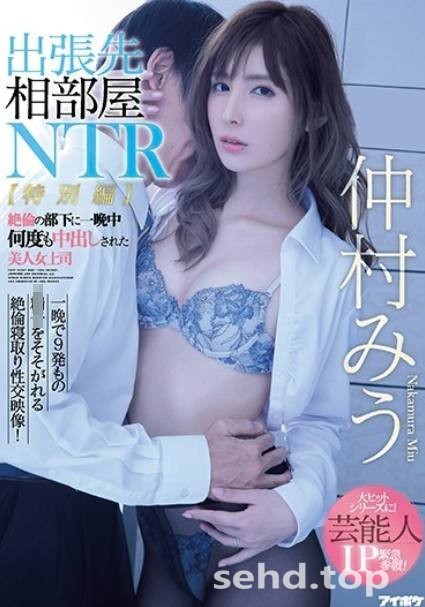 出張先
相部屋
NTR
【特別編】
絶倫の部下に一晩中
何度も中出しされた
美人女上司
一晩で9発もの
をそそがれる
絶倫寝取り性交映像!
仲村みう
Nakamura Miu
大ヒット
シリーズに!
芸能人
IP緊急参戦!
sehd.top
アイポケ